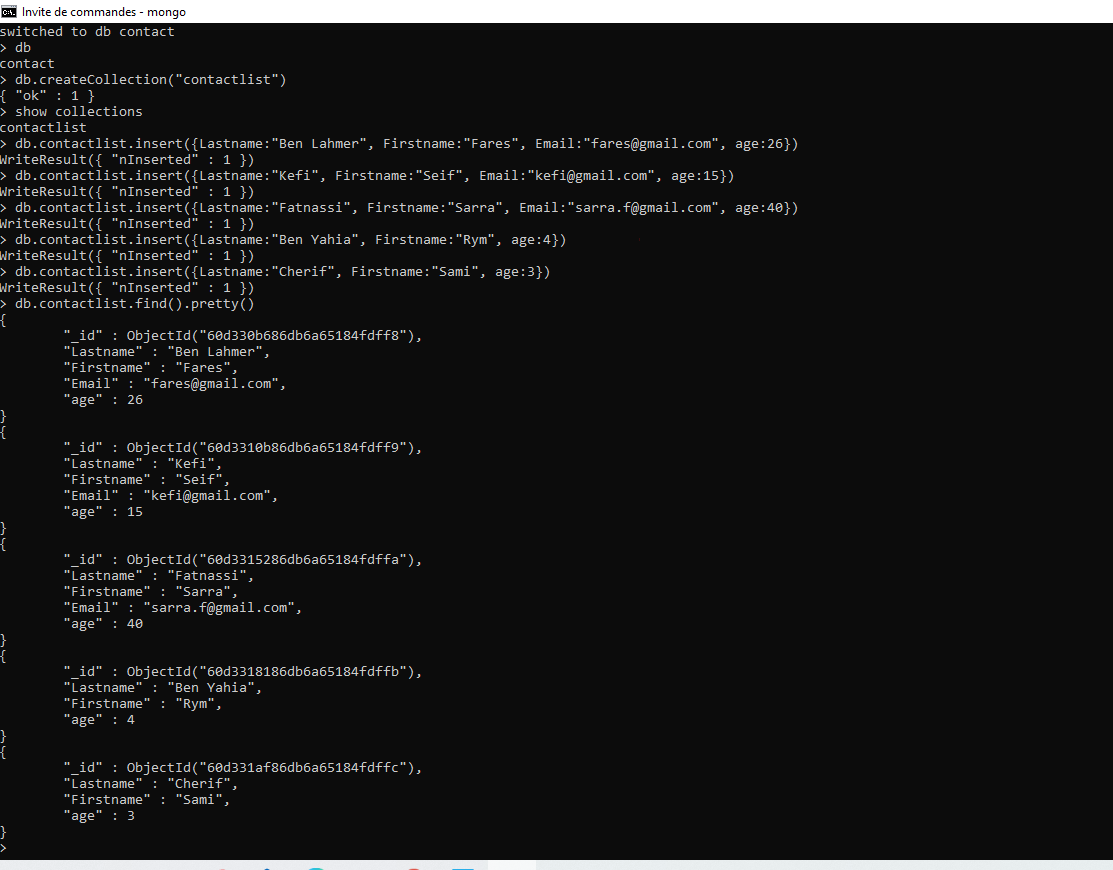 Invite de commandes - mongo
switched to db contact
> db
contact
> db.createCollection("contactlist")
{ "ok" : 1 }
> show collections
contactlist
> db.contactlist.insert({Lastname:"Ben Lahmer", Firstname:"Fares", Email:"fares@gmail.com", age:26})
WriteResult({ "nInserted" : 1 })
> db.contactlist.insert({Lastname:"Kefi", Firstname:"Seif", Email:"kefi@gmail.com", age:15})
WriteResult({ "nInserted" : 1 })
> db.contactlist.insert({Lastname:"Fatnassi", Firstname:"Sarra", Email:"sarra.f@gmail.com", age:40})
WriteResult({ "nInserted" : 1 })
> db.contactlist.insert({Lastname:"Ben Yahia", Firstname:"Rym", age:4})
WriteResult({ "nInserted" : 1 })
> db.contactlist.insert({Lastname:"Cherif", Firstname:"Sami", age:3})
WriteResult({ "nInserted" : 1 })
> db.contactlist.find().pretty()
{
"_id" : ObjectId("60d330b686db6a65184fdff8"),
"Lastname" : "Ben Lahmer",
"Firstname" : "Fares",
"Email" : "fares@gmail.com",
"age" : 26
}
{
"_id" : ObjectId("60d3310b86db6a65184fdff9"),
"Lastname" : "Kefi",
"Firstname" : "Seif",
"Email" : "kefi@gmail.com",
"age" : 15
}
{
"_id" : ObjectId("60d3315286db6a65184fdffa"),
"Lastname" : "Fatnassi",
"Firstname" : "Sarra",
"Email" : "sarra.f@gmail.com",
"age" : 40
}
{
"_id" : ObjectId("60d3318186db6a65184fdffb"),
"Lastname" : "Ben Yahia",
"Firstname" : "Rym",
"age" : 4
}
{
"_id" : ObjectId("60d331af86db6a65184fdffc"),
"Lastname" : "Cherif",
"Firstname" : "Sami",
"age" : 3
}
>